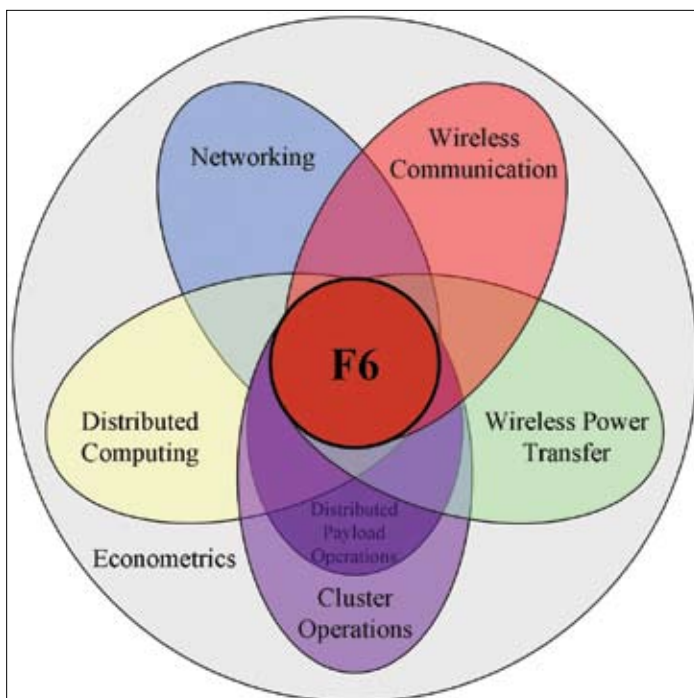 Networking
Wireless
Communication
F6
Distributed
Computing
Wireless Power
Transfer
Distributed
Payload
Operations
Econometrics
Cluster
Operations